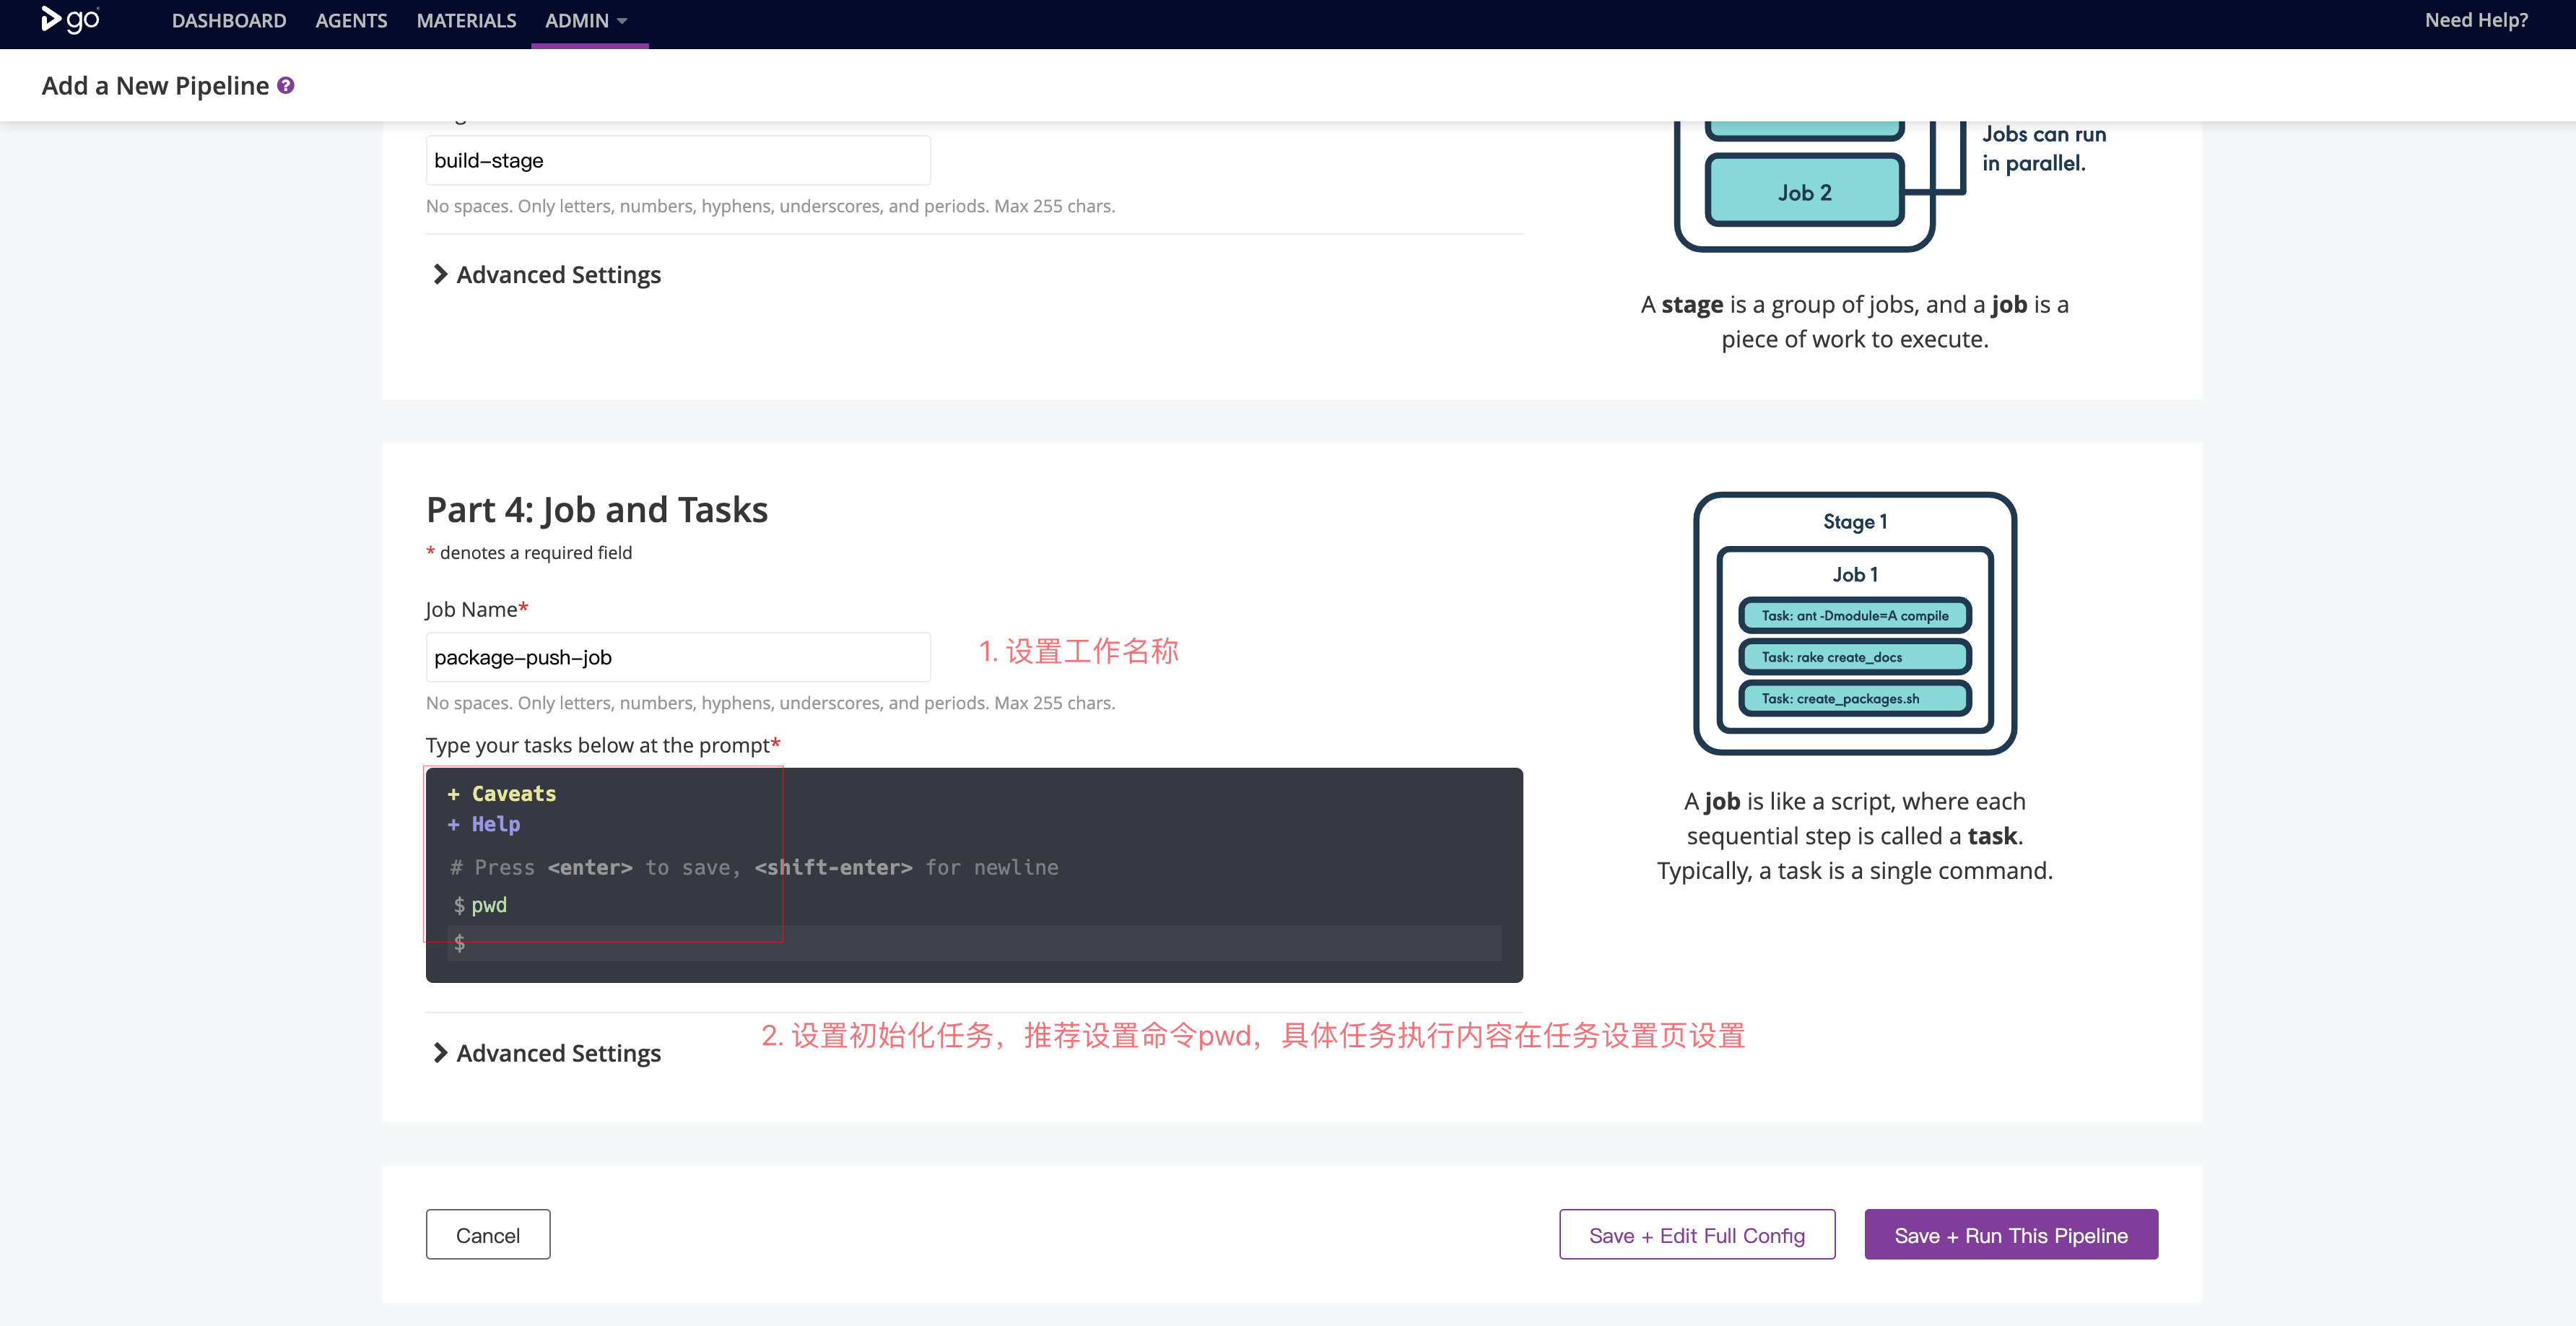 go
DASHBOARD AGENTS MATERIALS ADMIN
Need Help?
Add a New Pipeline ?
build-stage
No spaces. Only letters, numbers, hyphens, underscores, and periods. Max 255 chars.
Advanced Settings
Jobs can run
in parallel.
Job 2
A stage is a group of jobs, and a job is a
piece of work to execute.
Part 4: Job and Tasks
* denotes a required field
Job Name*
package-push-job
1. 设置工作名称
No spaces. Only letters, numbers, hyphens, underscores, and periods. Max 255 chars.
Type your tasks below at the prompt*
+ Caveats
+ Help
# Press <enter> to save, <shift-enter> for newline
$ pwd
$
2. 设置初始化任务，推荐设置命令pwd，具体任务执行内容在任务设置页设置
Advanced Settings
Stage 1
Job 1
Task: ant -Dmodule=A compile
Task: rake create_docs
Task: create_packages.sh
A job is like a script, where each
sequential step is called a task.
Typically, a task is a single command.
Cancel
Save + Edit Full Config
Save + Run This Pipeline